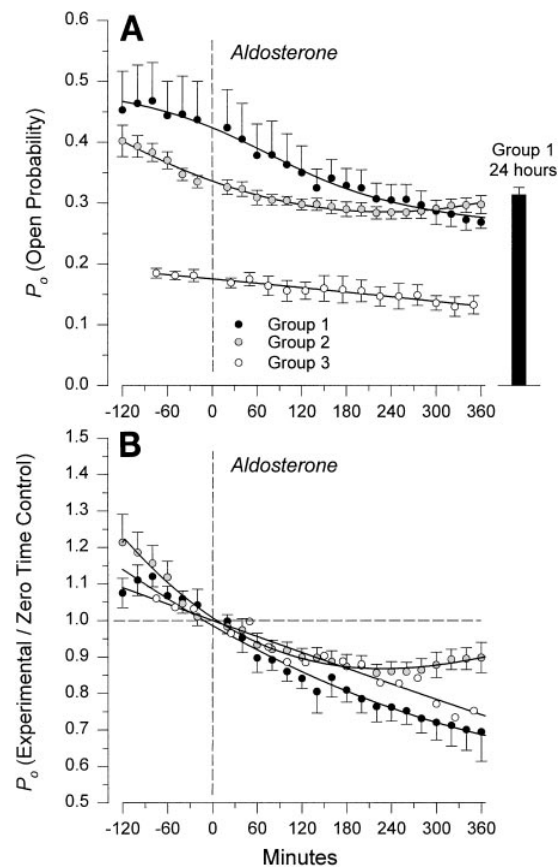 A
Aldosterone
0.6
0.5
0.4
0.3
0.2
0.1
0.0
Po (Open Probability)
Group 1
24 hours
Group 1
Group 2
Group 3
-120 -60 0 60 120 180 240 300 360
B
Aldosterone
1.5
1.4
1.3
1.2
1.1
1.0
0.9
0.8
0.7
0.6
0.5
Po (Experimental / Zero Time Control)
-120 -60 0 60 120 180 240 300 360
Minutes